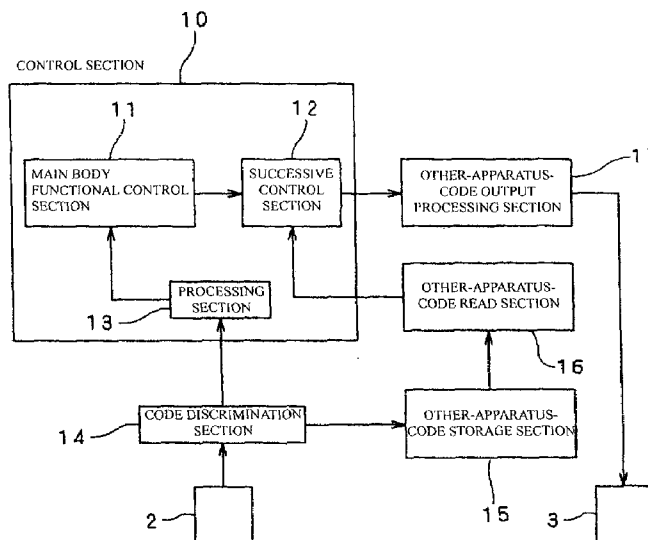 10
CONTROL SECTION
11
12
MAIN BODY
FUNCTIONAL CONTROL
SECTION
SUCCESSIVE
CONTROL
SECTION
OTHER-APPARATUS-
CODE OUTPUT
PROCESSING SECTION
PROCESSING
SECTION
13
OTHER-APPARATUS-
CODE READ SECTION
16
CODE DISCRIMINATION
SECTION
14
OTHER-APPARATUS-
CODE STORAGE SECTION
15
2
3